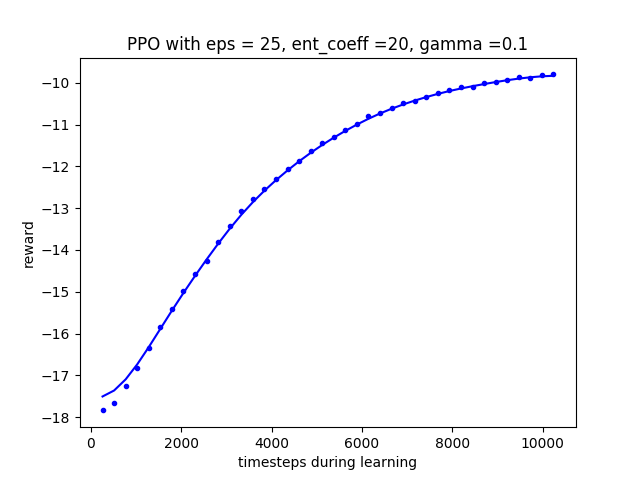 PPO with eps = 25, ent_coeff =20, gamma =0.1
−10
−11
−12
−13
−14
−15
−16
−17
−18
reward
0 2000 4000 6000 8000 10000
timesteps during learning